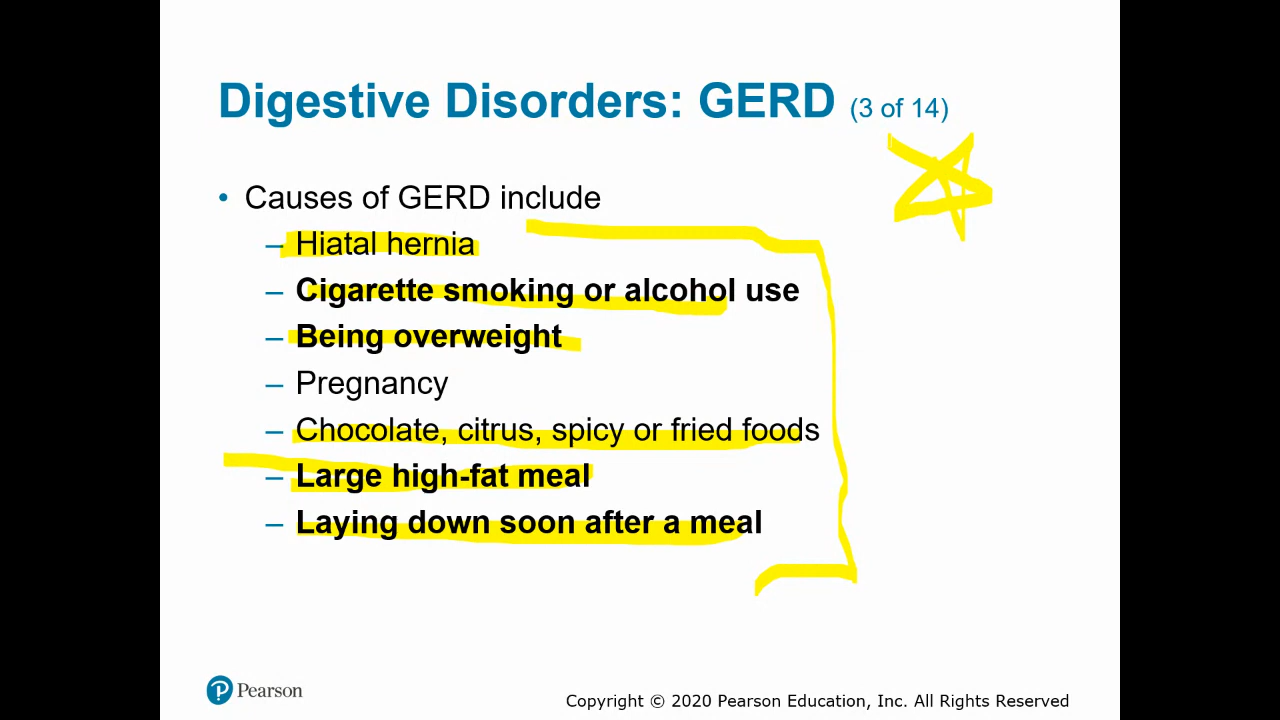 Digestive Disorders: GERD (3 of 14)
• Causes of GERD include
– Hiatal hernia
– Cigarette smoking or alcohol use
– Being overweight
– Pregnancy
– Chocolate, citrus, spicy or fried foods
– Large high-fat meal
– Laying down soon after a meal
P Pearson
Copyright © 2020 Pearson Education, Inc. All Rights Reserved